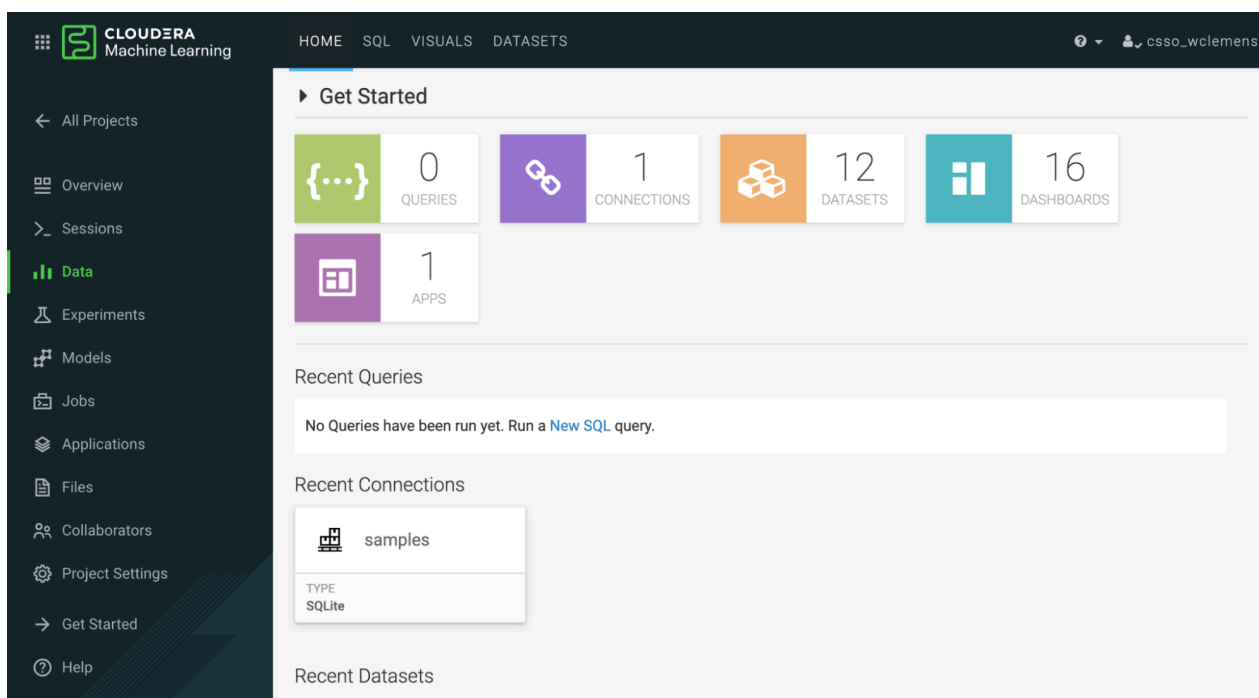 CLOUDERA
Machine Learning
HOME SQL VISUALS DATASETS
csso_wclemens
All Projects
Overview
Sessions
Data
Experiments
Models
Jobs
Applications
Files
Collaborators
Project Settings
Get Started
Help
Get Started
0
QUERIES
1
CONNECTIONS
12
DATASETS
16
DASHBOARDS
1
APPS
Recent Queries
No Queries have been run yet. Run a New SQL query.
Recent Connections
samples
TYPE
SQLite
Recent Datasets